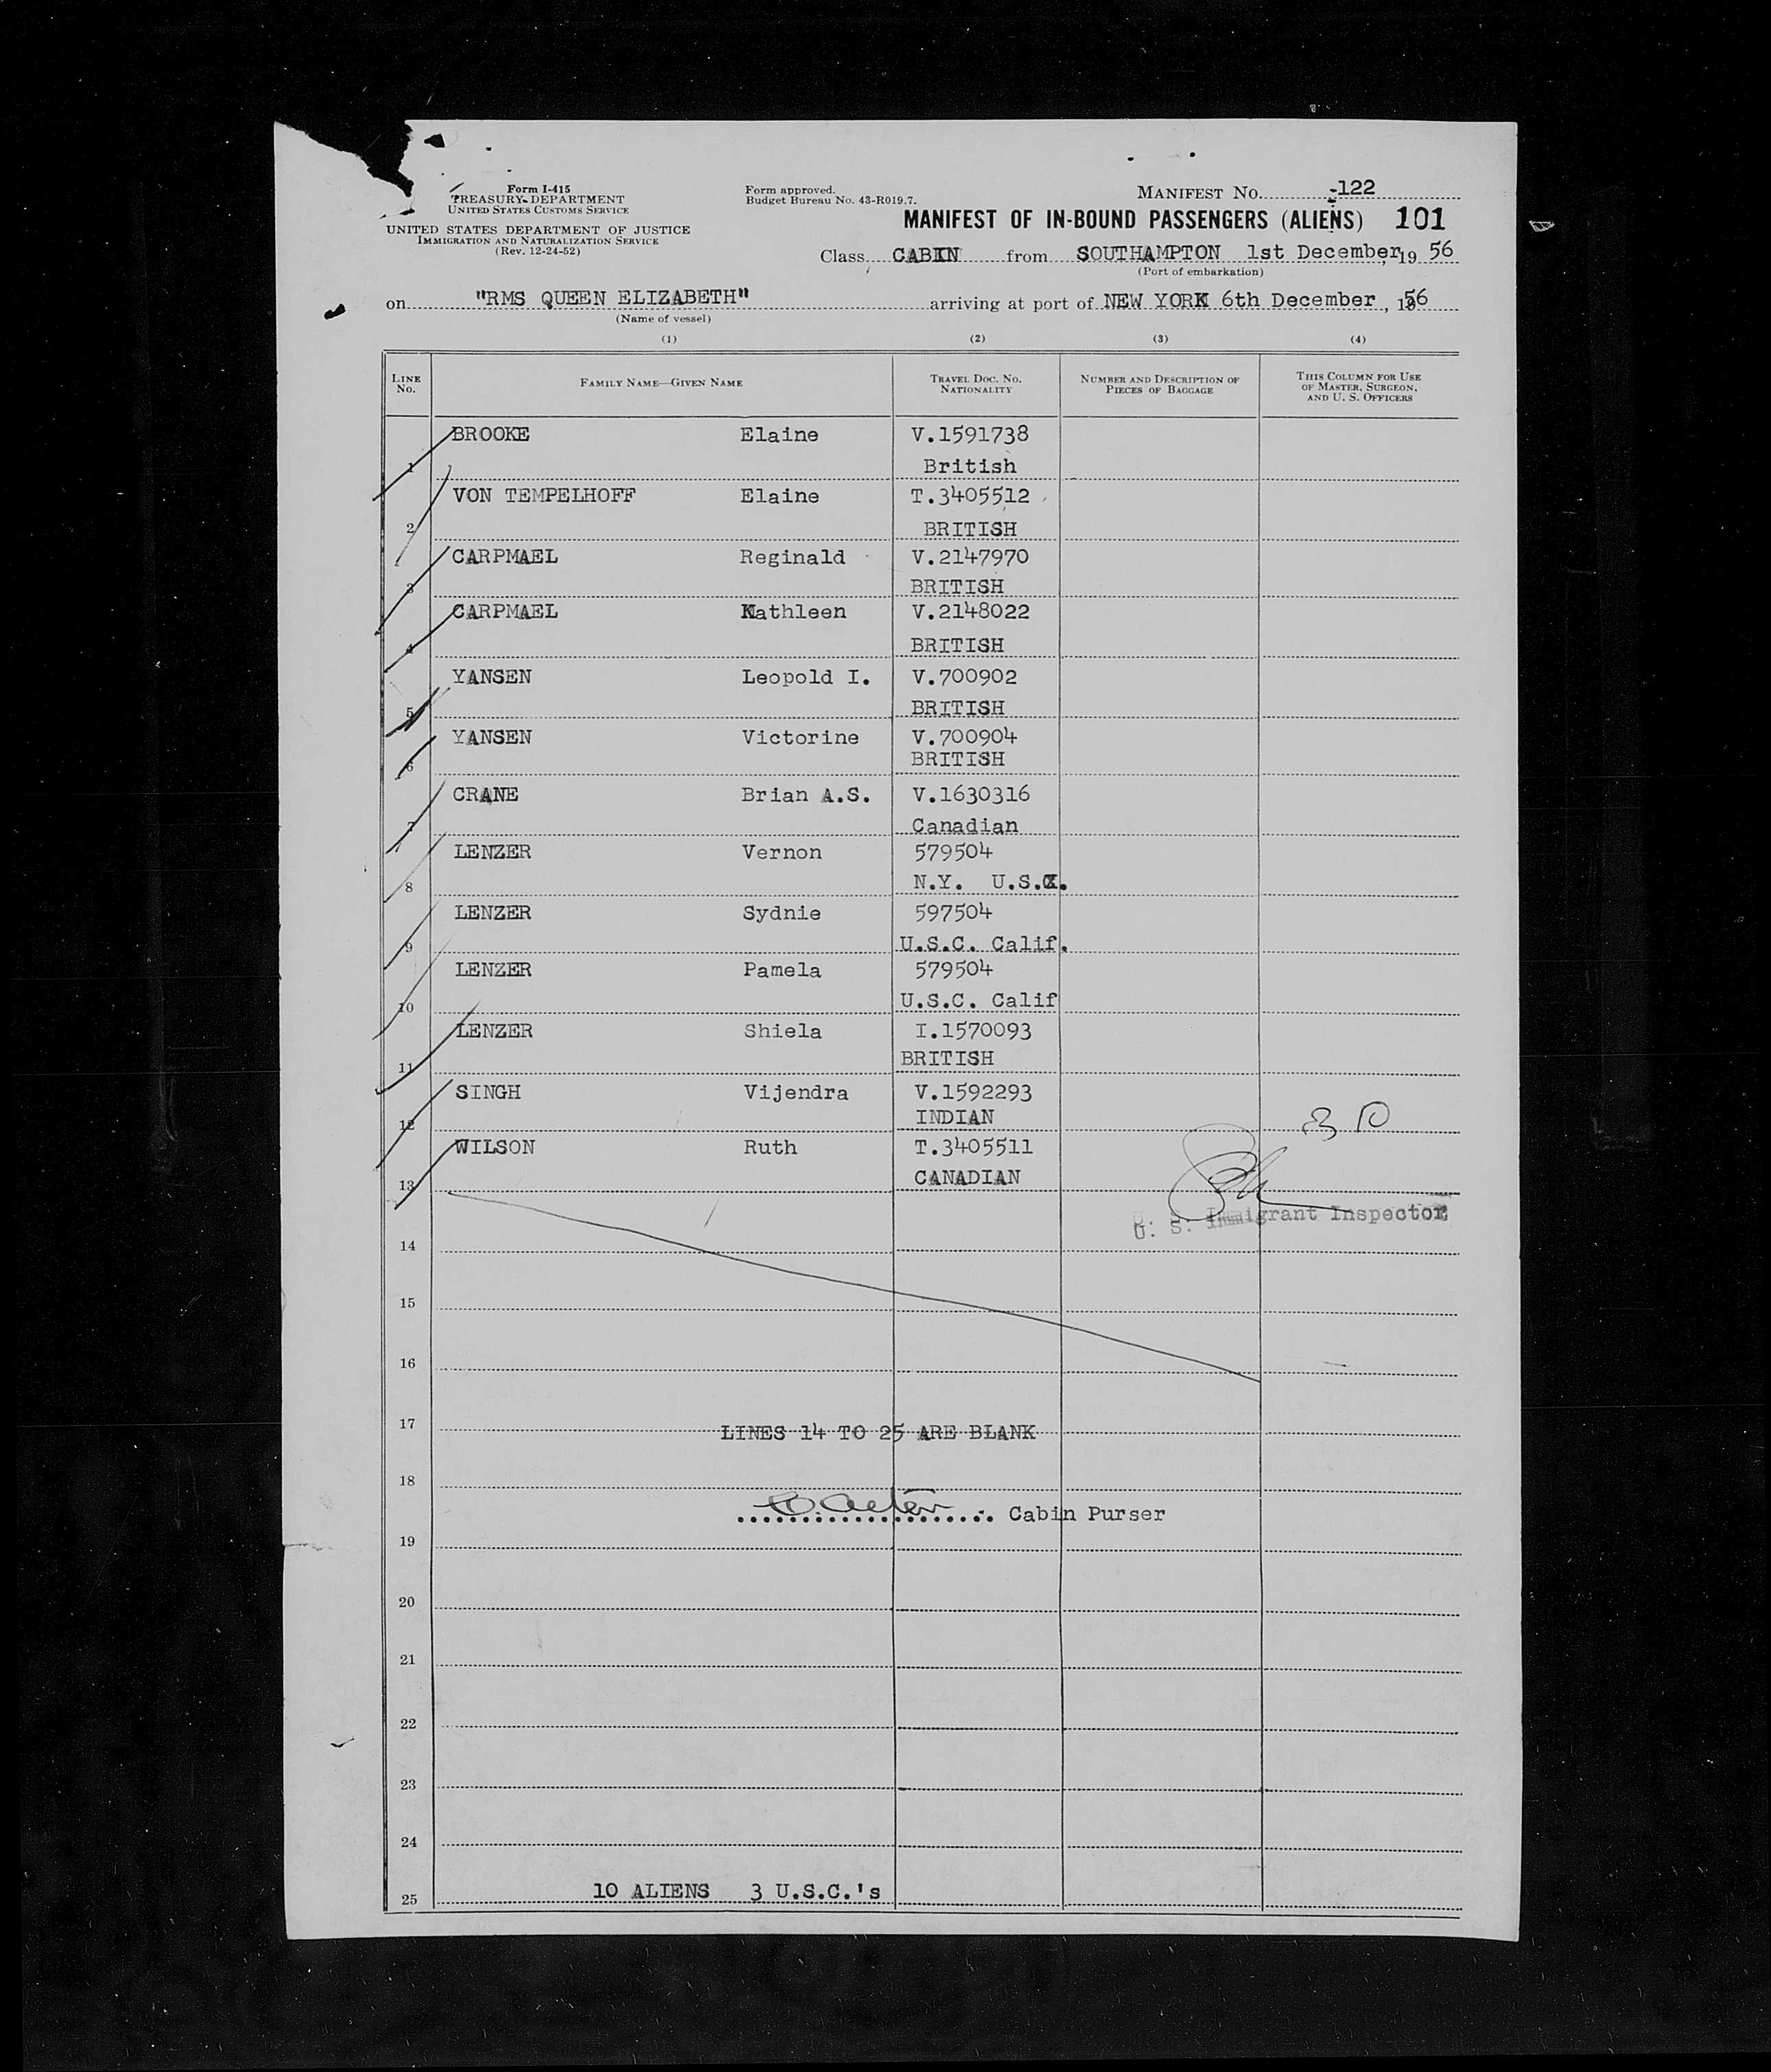 Form I-415
TREASURY DEPARTMENT
UNITED STATES CUSTOMS SERVICE
UNITED STATES DEPARTMENT OF JUSTICE
IMMIGRATION AND NATURALIZATION SERVICE
(Rev. 12-24-52)
Form approved.
Budget Bureau No. 43-R019.7.
MANIFEST NO. -122
MANIFEST OF IN-BOUND PASSENGERS (ALIENS) 101
Class CABIN from SOUTHAMPTON 1st December, 19 56
(Port of embarkation)
on "RMS QUEEN ELIZABETH" arriving at port of NEW YORK 6th December, 1956
(Name of vessel)
(1) (2) (3) (4)
LINE NO. FAMILY NAME—GIVEN NAME TRAVEL DOC. NO. NATIONALITY NUMBER AND DESCRIPTION OF PIECES OF BAGGAGE THIS COLUMN FOR USE OF MASTER, SURGEON, AND U. S. OFFICERS
BROOKE Elaine V.1591738
1 British
VON TEMPELHOFF Elaine T.3405512
2 BRITISH
CARPMAEL Reginald V.2147970
3 BRITISH
CARPMAEL Kathleen V.2148022
4 BRITISH
YANSEN Leopold I. V.700902
5 BRITISH
YANSEN Victorine V.700904
6 BRITISH
CRANE Brian A.S. V.1630316
7 Canadian
LENZER Vernon 579504
8 N.Y. U.S.C.
LENZER Sydnie 597504
9 U.S.C. Calif.
LENZER Pamela 579504
10 U.S.C. Calif
LENZER Shiela I.1570093
11 BRITISH
SINGH Vijendra V.1592293
12 INDIAN
WILSON Ruth T.3405511
13 CANADIAN
U. S. Immigrant Inspector
14
15
16
17 LINES 14 TO 25 ARE BLANK
18
Cabin Purser
19
20
21
22
23
24
25 10 ALIENS 3 U.S.C.'s